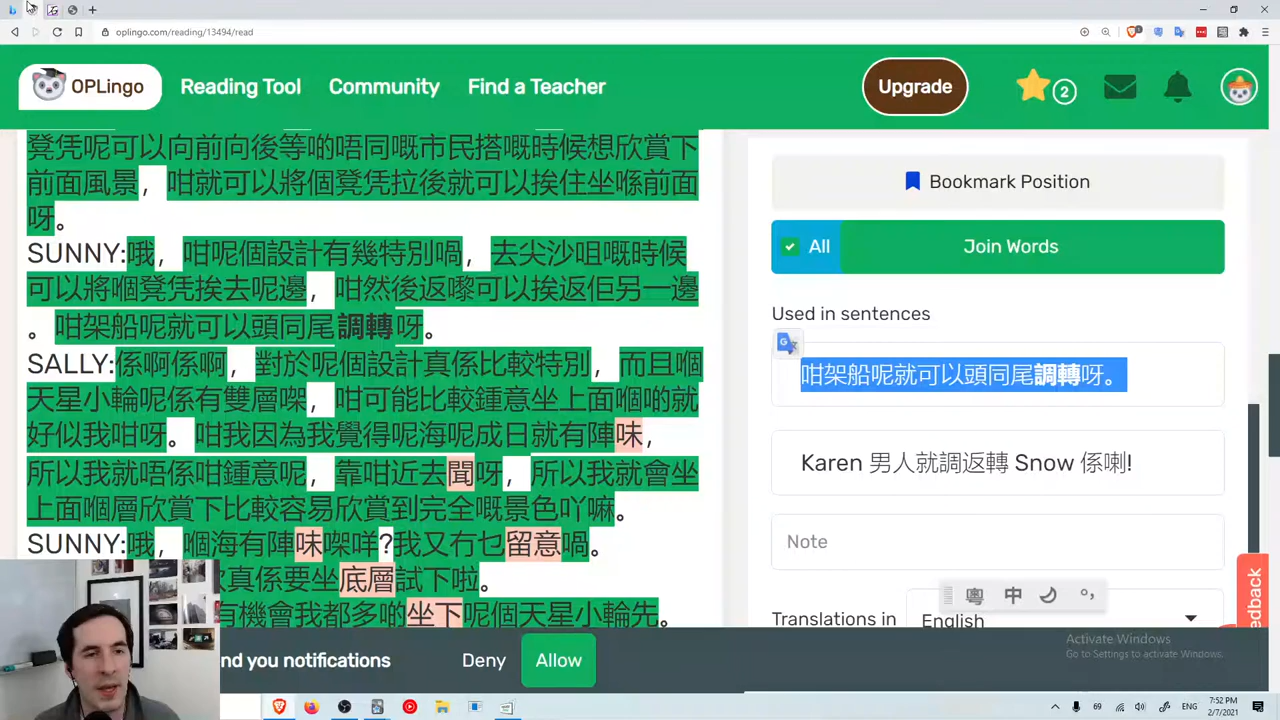 oplingo.com/reading/13494/read
OPLingo
Reading Tool
Community
Find a Teacher
Upgrade
2
凳凭呢可以向前向後等啲唔同嘅市民搭嘅時候想欣賞下
前面風景，咁就可以將個凳凭拉後就可以挨住坐喺前面
呀。
SUNNY:哦，咁呢個設計有幾特別喎，去尖沙咀嘅時候
可以將嗰凳凭挨去呢邊，咁然後返嚟可以挨返佢另一邊
。咁架船呢就可以頭同尾調轉呀。
SALLY:係啊係啊，對於呢個設計真係比較特別，而且嗰
天星小輪呢係有雙層㗎，咁可能比較鍾意坐上面嗰啲就
好似我咁呀。咁我因為我覺得呢海呢成日就有陣味，
所以我就唔係咁鍾意呢，靠咁近去聞呀，所以我就會坐
上面嗰層欣賞下比較容易欣賞到完全嘅景色吖嘛。
SUNNY:哦，嗰海有陣味㗎咩?我又冇乜留意喎。
真係要坐底層試下啦。
有機會我都多啲坐下呢個天星小輪先。
Bookmark Position
All
Join Words
Used in sentences
咁架船呢就可以頭同尾調轉呀。
Karen 男人就調返轉 Snow 係喇!
Note
粵 中
Translations in
English
edback
Activate Windows
Go to Settings to activate Windows.
nd you notifications
Deny
Allow
69
ENG
7:52 PM
2/7/2021